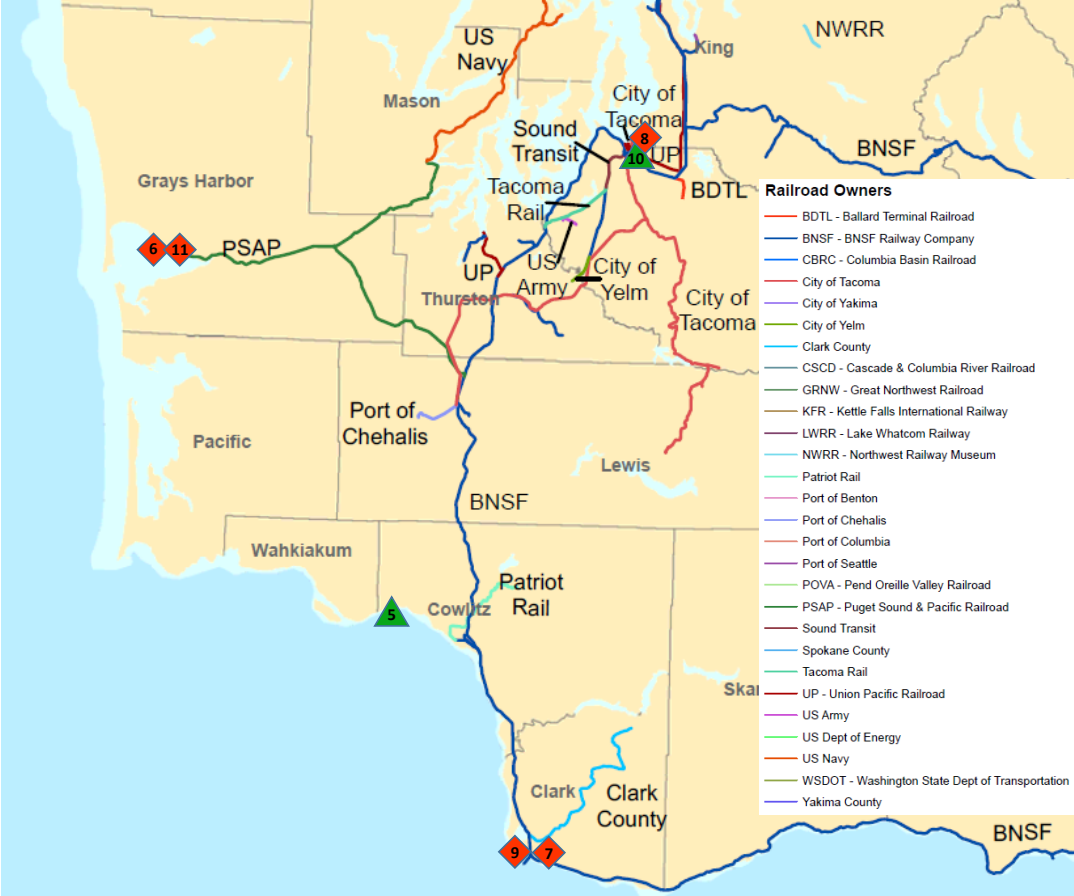 NWRR
US
Navy
King
Mason
City of
Tacoma
Sound
Transit
8
10
UP
BNSF
Grays Harbor
Tacoma
Rail
BDTL
6
11
PSAP
UP
US
Army
City of
Yelm
Thurston
City of
Tacoma
Port of
Chehalis
Pacific
Lewis
BNSF
Wahkiakum
Patriot
Rail
Cowlitz
5
Ska
Clark
Clark
County
9
7
BNSF
Railroad Owners
BDTL - Ballard Terminal Railroad
BNSF - BNSF Railway Company
CBRC - Columbia Basin Railroad
City of Tacoma
City of Yakima
City of Yelm
Clark County
CSCD - Cascade & Columbia River Railroad
GRNW - Great Northwest Railroad
KFR - Kettle Falls International Railway
LWRR - Lake Whatcom Railway
NWRR - Northwest Railway Museum
Patriot Rail
Port of Benton
Port of Chehalis
Port of Columbia
Port of Seattle
POVA - Pend Oreille Valley Railroad
PSAP - Puget Sound & Pacific Railroad
Sound Transit
Spokane County
Tacoma Rail
UP - Union Pacific Railroad
US Army
US Dept of Energy
US Navy
WSDOT - Washington State Dept of Transportation
Yakima County